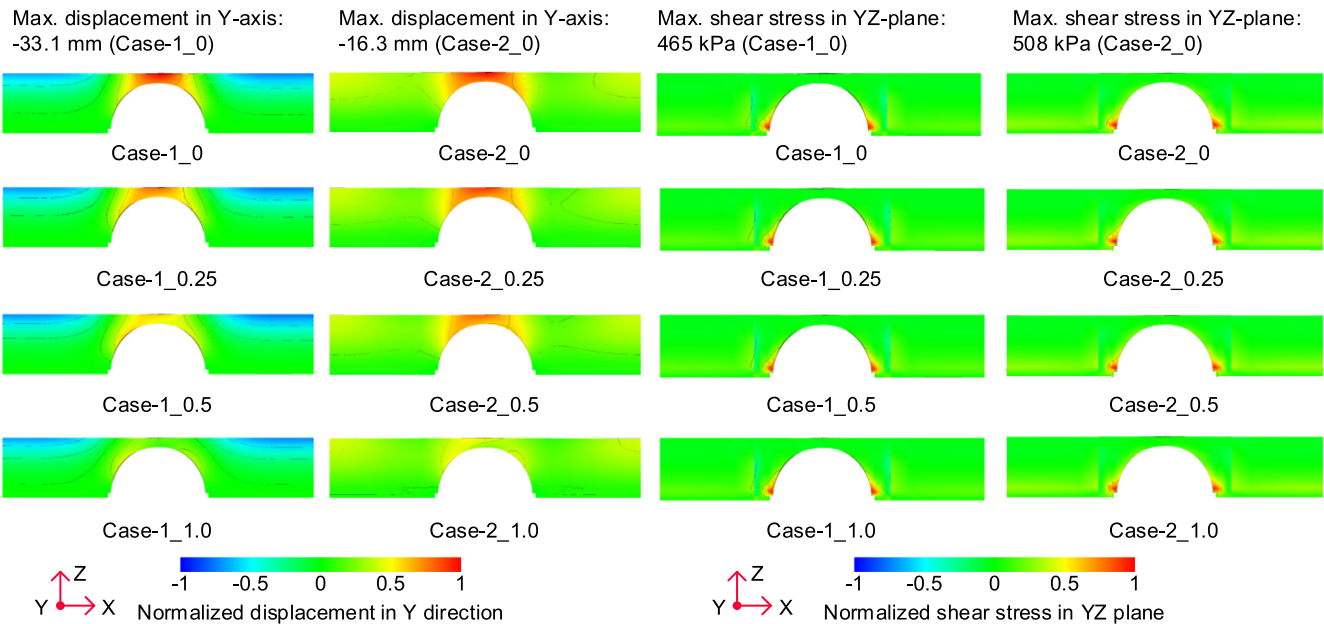 Max. displacement in Y-axis:
-33.1 mm (Case-1_0)
Max. displacement in Y-axis:
-16.3 mm (Case-2_0)
Max. shear stress in YZ-plane:
465 kPa (Case-1_0)
Max. shear stress in YZ-plane:
508 kPa (Case-2_0)
Case-1_0
Case-2_0
Case-1_0
Case-2_0
Case-1_0.25
Case-2_0.25
Case-1_0.25
Case-2_0.25
Case-1_0.5
Case-2_0.5
Case-1_0.5
Case-2_0.5
Case-1_1.0
Case-2_1.0
Case-1_1.0
Case-2_1.0
Z
Y
X
-1 -0.5 0 0.5 1
Normalized displacement in Y direction
Z
Y
X
-1 -0.5 0 0.5 1
Normalized shear stress in YZ plane